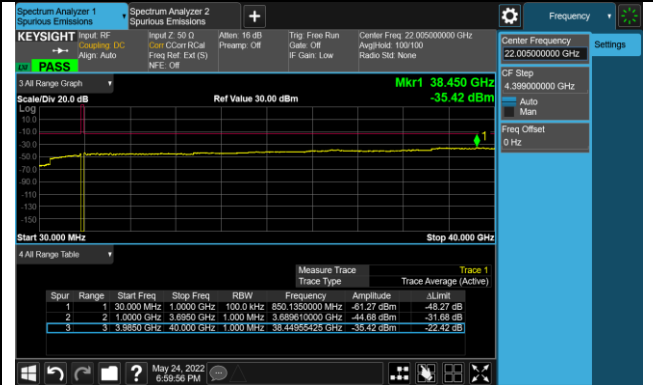 Spectrum Analyzer 1
Spurious Emissions
Spectrum Analyzer 2
Spurious Emissions
Frequency
KEYSIGHT
Input: RF
Coupling: DC
Align: Auto
Input Z: 50 Ω
Corr CCorr RCal
Freq Ref: Ext (S)
NFE: Off
Atten: 16 dB
Preamp: Off
Trig: Free Run
Gate: Off
IF Gain: Low
Center Freq: 22.005000000 GHz
Avg|Hold: 100/100
Radio Std: None
PASS
Center Frequency
22.005000000 GHz
Settings
CF Step
4.399000000 GHz
Auto
Man
Freq Offset
0 Hz
3 All Range Graph
Mkr1 38.450 GHz
Scale/Div 20.0 dB
Ref Value 30.00 dBm
-35.42 dBm
Log
10.0
-10.0
-30.0
-50.0
-70.0
-90.0
-110
-130
-150
1
Start 30.000 MHz
Stop 40.000 GHz
4 All Range Table
Measure Trace Trace 1
Trace Type Trace Average (Active)
Spur Range Start Freq Stop Freq RBW Frequency Amplitude ΔLimit
1 1 30.000 MHz 1.0000 GHz 100.0 kHz 850.1350000 MHz -61.27 dBm -48.27 dB
2 2 1.0000 GHz 3.6950 GHz 1.000 MHz 3.689610000 GHz -44.68 dBm -31.68 dB
3 3 3.9850 GHz 40.000 GHz 1.000 MHz 38.44955425 GHz -35.42 dBm -22.42 dB
May 24, 2022
6:59:56 PM